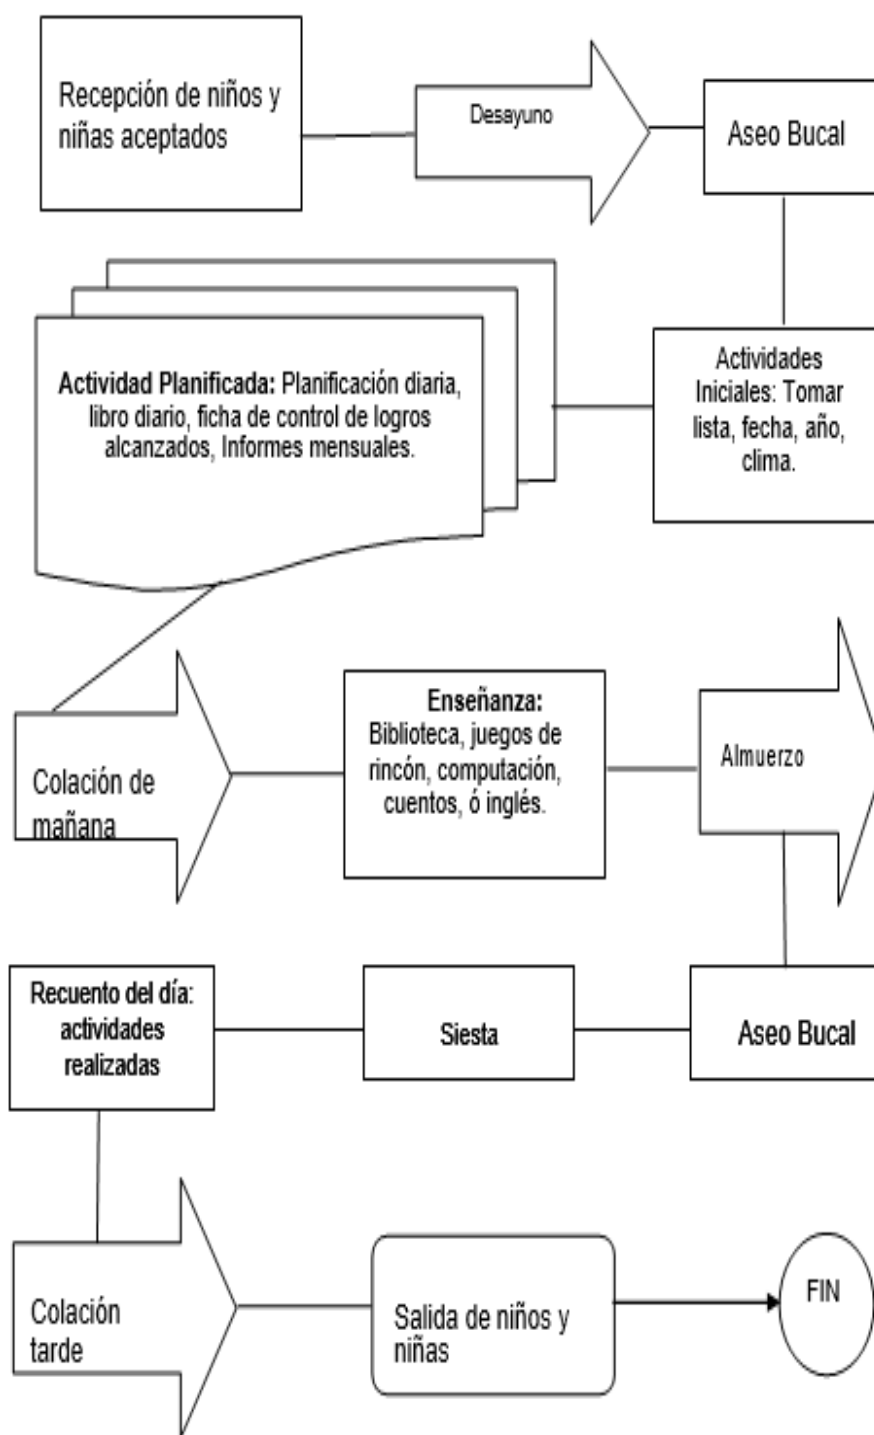 Recepción de niños y
niñas aceptados
Desayuno
Aseo Bucal
Actividades
Iniciales: Tomar
lista, fecha, año,
clima.
Actividad Planificada: Planificación diaria,
libro diario, ficha de control de logros
alcanzados, Informes mensuales.
Colación de
mañana
Enseñanza:
Biblioteca, juegos de
rincón, computación,
cuentos, ó inglés.
Almuerzo
Aseo Bucal
Siesta
Recuento del día:
actividades
realizadas
Colación
tarde
Salida de niños y
niñas
FIN